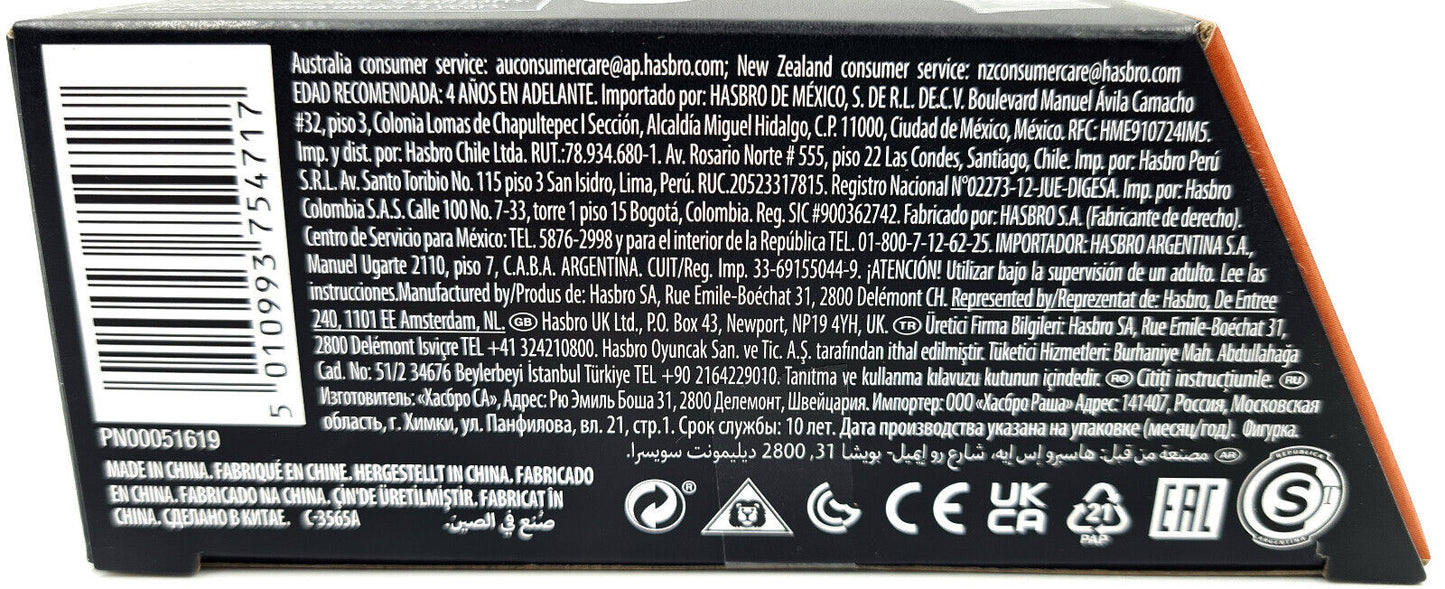 Australia consumer service: auconsumercare@ap.hasbro.com; New Zealand consumer service: nzconsumercare@hasbro.com
EDAD RECOMENDADA: 4 AÑOS EN ADELANTE. Importado por: HASBRO DE MÉXICO, S. DE R.L. DE.C.V. Boulevard Manuel Ávila Camacho
#32, piso 3, Colonia Lomas de Chapultepec I Sección, Alcaldía Miguel Hidalgo, C.P. 11000, Ciudad de México, México. RFC: HME910724IM5.
Imp. y dist. por: Hasbro Chile Ltda. RUT.:78.934.680-1. Av. Rosario Norte # 555, piso 22 Las Condes, Santiago, Chile. Imp. por: Hasbro Perú
S.R.L. Av. Santo Toribio No. 115 piso 3 San Isidro, Lima, Perú. RUC.20523317815. Registro Nacional N°02273-12-JUE-DIGESA. Imp. por: Hasbro
Colombia S.A.S. Calle 100 No. 7-33, torre 1 piso 15 Bogotá, Colombia. Reg. SIC #900362742. Fabricado por: HASBRO S.A. (Fabricante de derecho).
Centro de Servicio para México: TEL. 5876-2998 y para el interior de la República TEL. 01-800-7-12-62-25. IMPORTADOR: HASBRO ARGENTINA S.A.,
Manuel Ugarte 2110, piso 7, C.A.B.A. ARGENTINA. CUIT/Reg. Imp. 33-69155044-9. ¡ATENCIÓN! Utilizar bajo la supervisión de un adulto. Lee las
instrucciones.Manufactured by/Produs de: Hasbro SA, Rue Emile-Boéchat 31, 2800 Delémont CH. Represented by/Reprezentat de: Hasbro, De Entree
240, 1101 EE Amsterdam, NL. GB Hasbro UK Ltd., P.O. Box 43, Newport, NP19 4YH, UK. TR Üretici Firma Bilgileri: Hasbro SA, Rue Emile-Boéchat 31,
2800 Delémont Isviçre TEL +41 324210800. Hasbro Oyuncak San. ve Tic. A.Ş. tarafından ithal edilmiştir. Tüketici Hizmetleri: Burhaniye Mah. Abdullahağa
Cad. No: 51/2 34676 Beylerbeyi İstanbul Türkiye TEL +90 2164229010. Tanıtma ve kullanma kılavuzu kutunun içindedir. RO Citiți instrucțiunile. RU
Изготовитель: «Хасбро СА», Адрес: Рю Эмиль Боша 31, 2800 Делемонт, Швейцария. Импортер: ООО «Хасбро Раша» Адрес: 141407, Россия, Московская
область, г. Химки, ул. Панфилова, вл. 21, стр.1. Срок службы: 10 лет. Дата производства указана на упаковке (месяц/год). Фигурка.
AR مصنعة من قبل: هاسبرو إس إيه، شارع رو إيميل- بويشا 31، 2800 ديليمونت سويسرا.
5 010993 754717
PN00051619
MADE IN CHINA. FABRIQUÉ EN CHINE. HERGESTELLT IN CHINA. FABRICADO
EN CHINA. FABRICADO NA CHINA. ÇIN'DE ÜRETİLMİŞTİR. FABRICAT ÎN
CHINA. СДЕЛАНО В КИТАЕ. C-3565A صُنع في الصين.
® CE UK CA 21 PAP EAC REPUBLICA S ARGENTINA